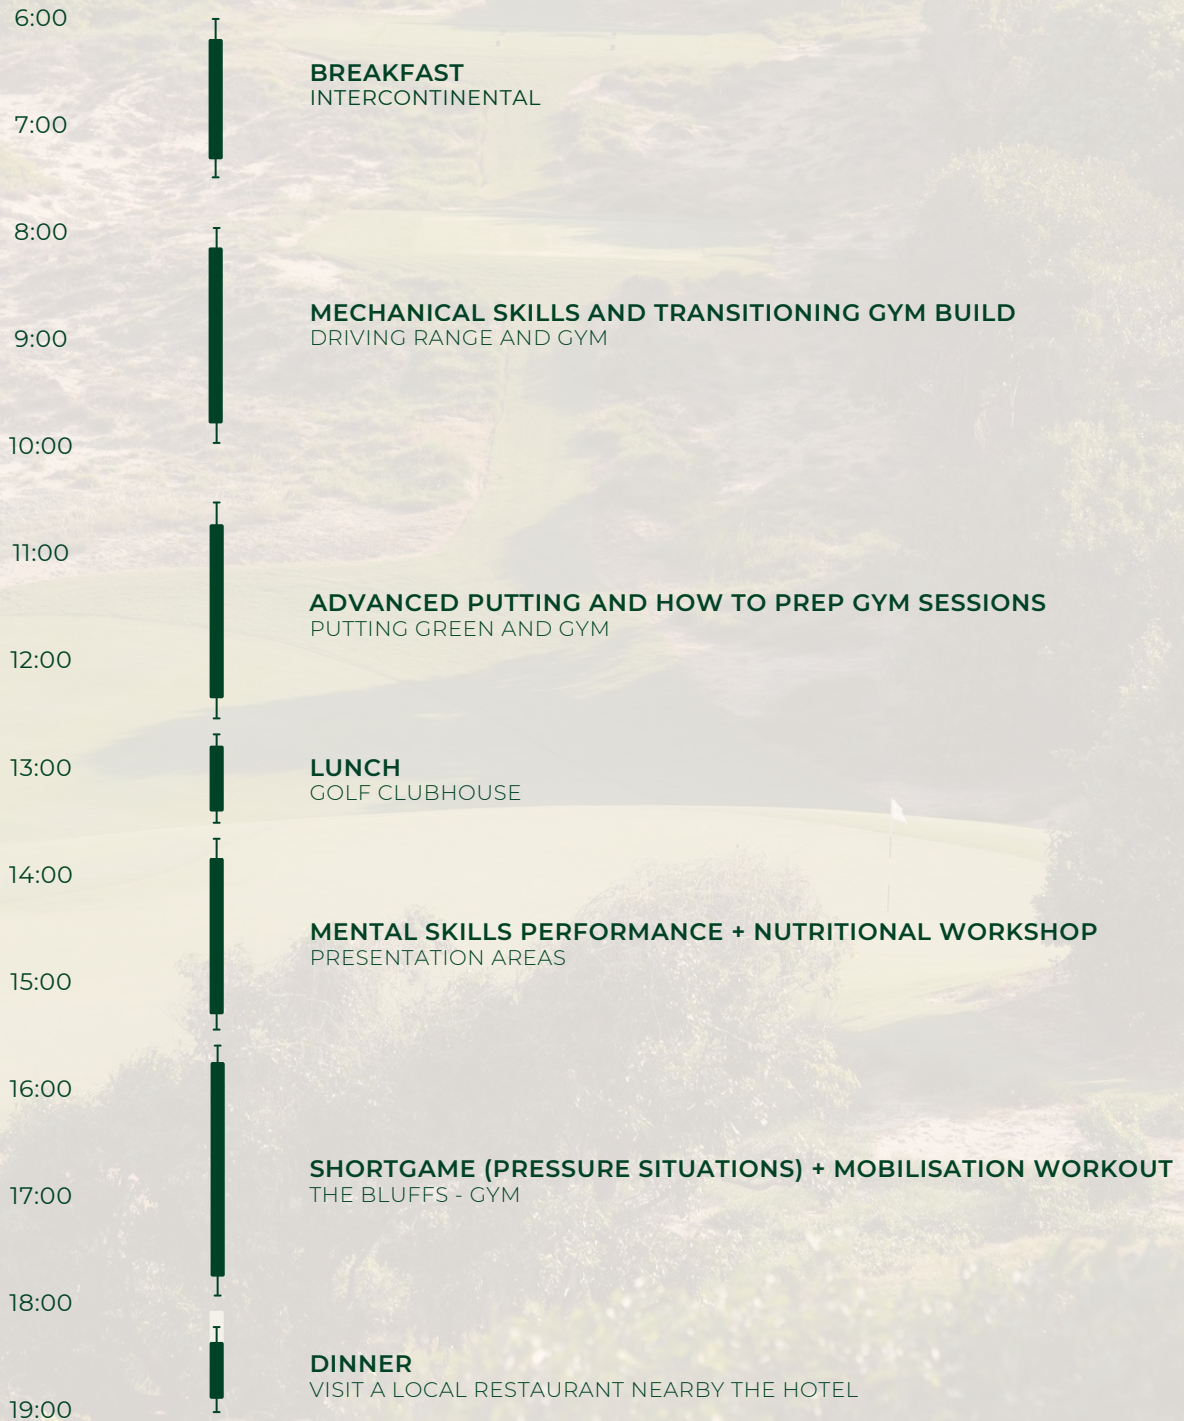 6:00
BREAKFAST
INTERCONTINENTAL
7:00
8:00
MECHANICAL SKILLS AND TRANSITIONING GYM BUILD
DRIVING RANGE AND GYM
9:00
10:00
11:00
ADVANCED PUTTING AND HOW TO PREP GYM SESSIONS
PUTTING GREEN AND GYM
12:00
13:00
LUNCH
GOLF CLUBHOUSE
14:00
MENTAL SKILLS PERFORMANCE + NUTRITIONAL WORKSHOP
PRESENTATION AREAS
15:00
16:00
SHORTGAME (PRESSURE SITUATIONS) + MOBILISATION WORKOUT
THE BLUFFS - GYM
17:00
18:00
DINNER
VISIT A LOCAL RESTAURANT NEARBY THE HOTEL
19:00